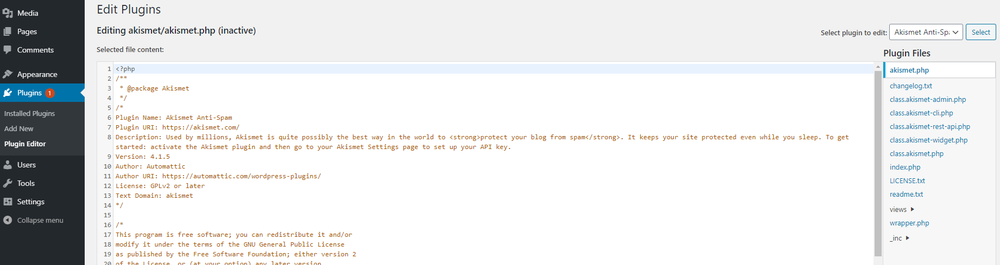 Media
Pages
Comments
Appearance
Plugins 1
Installed Plugins
Add New
Plugin Editor
Users
Tools
Settings
Collapse menu
Edit Plugins
Editing akismet/akismet.php (inactive)
Select plugin to edit: Akismet Anti-Spa Select
Selected file content:
1 <?php
2 /**
3 * @package Akismet
4 */
5 /*
6 Plugin Name: Akismet Anti-Spam
7 Plugin URI: https://akismet.com/
8 Description: Used by millions, Akismet is quite possibly the best way in the world to <strong>protect your blog from spam</strong>. It keeps your site protected even while you sleep. To get
started: activate the Akismet plugin and then go to your Akismet Settings page to set up your API key.
9 Version: 4.1.5
10 Author: Automattic
11 Author URI: https://automattic.com/wordpress-plugins/
12 License: GPLv2 or later
13 Text Domain: akismet
14 */
15
16 /*
17 This program is free software; you can redistribute it and/or
18 modify it under the terms of the GNU General Public License
19 as published by the Free Software Foundation; either version 2
20 of the License, or (at your option) any later version.
Plugin Files
akismet.php
changelog.txt
class.akismet-admin.php
class.akismet-cli.php
class.akismet-rest-api.php
class.akismet-widget.php
class.akismet.php
index.php
LICENSE.txt
readme.txt
views
wrapper.php
_inc